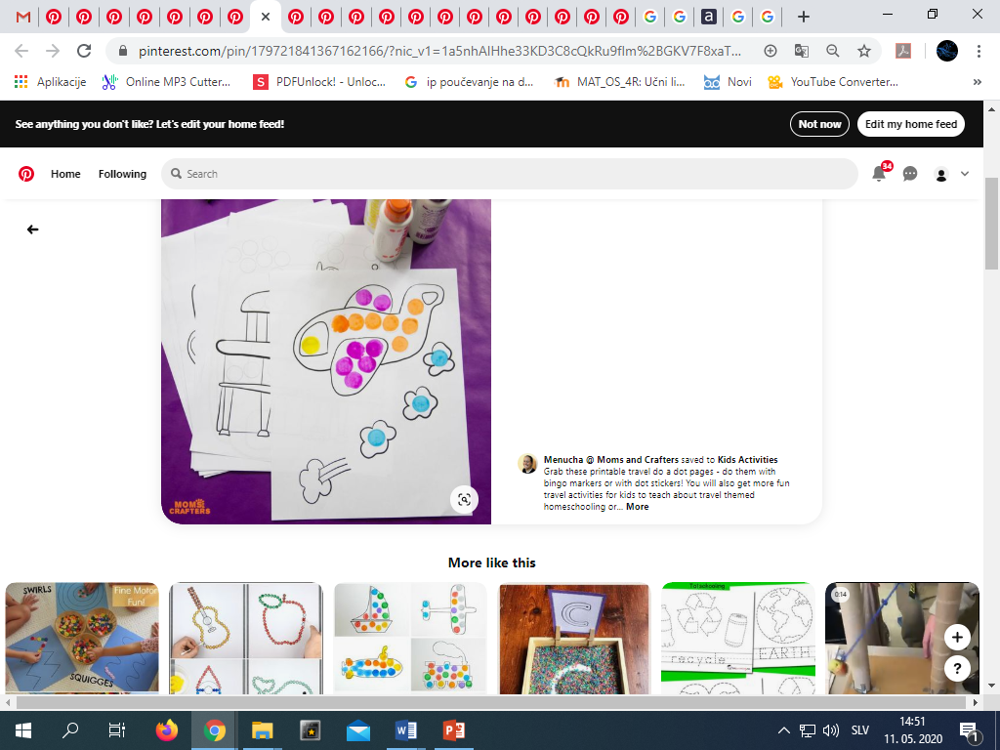 pinterest.com/pin/179721841367162166/?nic_v1=1a5nhAlHhe33KD3C8cQkRu9flm%2BGKV7F8xaT...
Aplikacije
Online MP3 Cutter...
S
PDFUnlock! - Unloc...
ip poučevanje na d...
MAT_OS_4R: Učni li...
Novi
YouTube Converter...
»
See anything you don't like? Let's edit your home feed!
Not now
Edit my home feed
Home
Following
Search
34
MOMS &
CRAFTERS
Menucha @ Moms and Crafters saved to Kids Activities
Grab these printable travel do a dot pages - do them with
bingo markers or with dot stickers! You will also get more fun
travel activities for kids to teach about travel themed
homeschooling or... More
More like this
SWIRLS
Fine Motor
Fun!
SQUIGGES
C
recycle
EARTH
0:14
+
?
SLV
14:51
11. 05. 2020
1